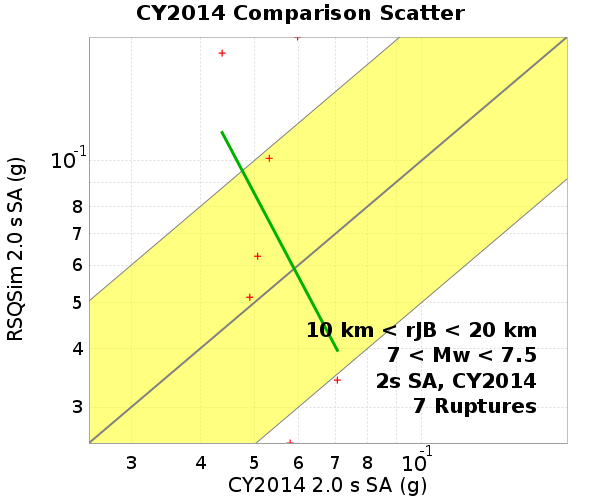 CY2014 Comparison Scatter
RSQSim 2.0 s SA (g)
10-1
8
7
6
5
4
3
10 km < rJB < 20 km
7 < Mw < 7.5
2s SA, CY2014
7 Ruptures
3 4 5 6 7 8 10-1
CY2014 2.0 s SA (g)